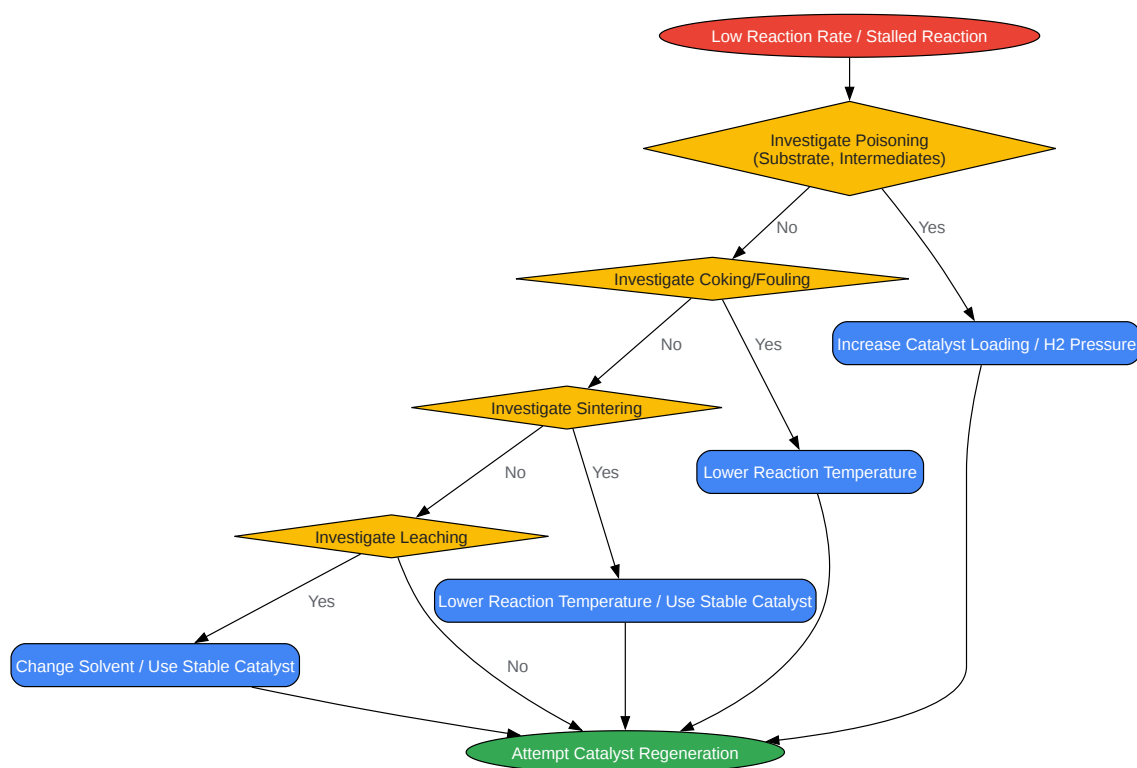 Low Reaction Rate / Stalled Reaction
Investigate Poisoning
(Substrate, Intermediates)
No
Yes
Investigate Coking/Fouling
Increase Catalyst Loading / H2 Pressure
No
Yes
Investigate Sintering
Lower Reaction Temperature
No
Yes
Investigate Leaching
Lower Reaction Temperature / Use Stable Catalyst
Yes
No
Change Solvent / Use Stable Catalyst
Attempt Catalyst Regeneration